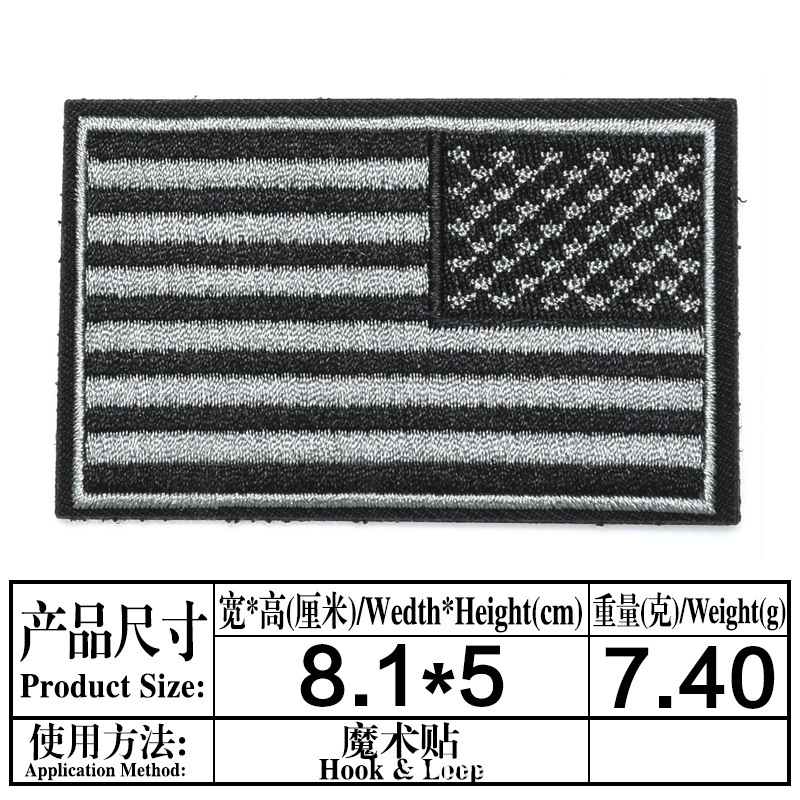 产品尺寸
Product Size:
宽*高(厘米)/Wedth*Height(cm)
重量(克)/Weight(g)
8.1*5
7.40
使用方法:
Application Method:
魔术贴
Hook & Loop